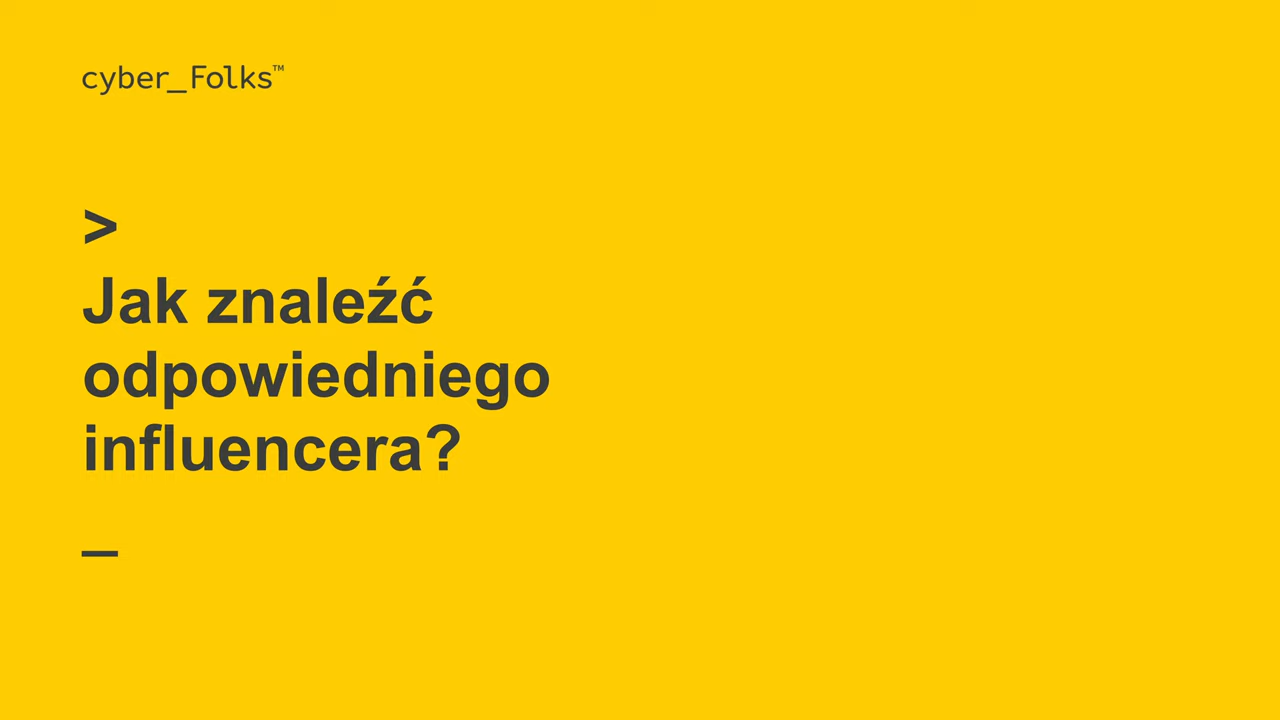 cyber_Folks™
>
Jak znaleźć
odpowiedniego
influencera?
_